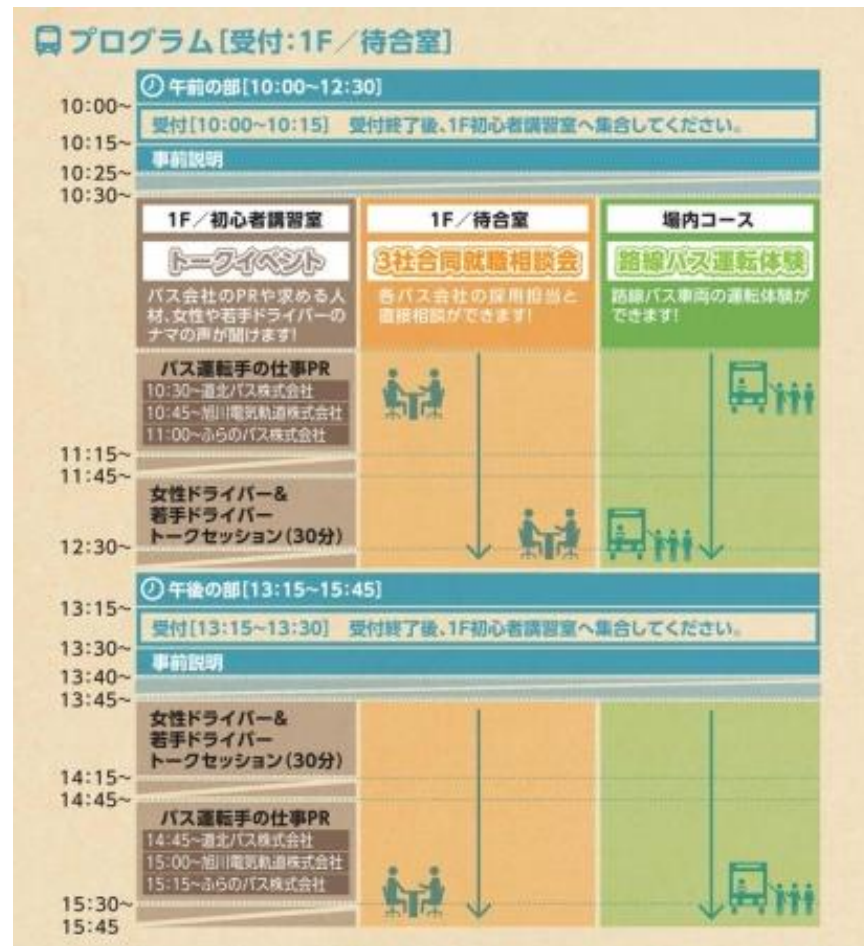 プログラム[受付:1F/待合室]
午前の部[10:00~12:30]
10:00~
受付[10:00~10:15] 受付終了後、1F初心者講習室へ集合してください。
10:15~
事前説明
10:25~
10:30~
1F/初心者講習室
トークイベント
バス会社のPRや求める人
材、女性や若手ドライバーの
ナマの声が聞けます!
1F/待合室
3社合同就職相談会
各バス会社の採用担当と
直接相談ができます!
場内コース
路線バス運転体験
路線バス車両の運転体験が
できます!
バス運転手の仕事PR
10:30~道北バス株式会社
10:45~旭川電気軌道株式会社
11:00~ふらのバス株式会社
11:15~
11:45~
女性ドライバー&
若手ドライバー
トークセッション(30分)
12:30~
午後の部[13:15~15:45]
13:15~
受付[13:15~13:30] 受付終了後、1F初心者講習室へ集合してください。
13:30~
事前説明
13:40~
13:45~
女性ドライバー&
若手ドライバー
トークセッション(30分)
14:15~
14:45~
バス運転手の仕事PR
14:45~道北バス株式会社
15:00~旭川電気軌道株式会社
15:15~ふらのバス株式会社
15:30~
15:45